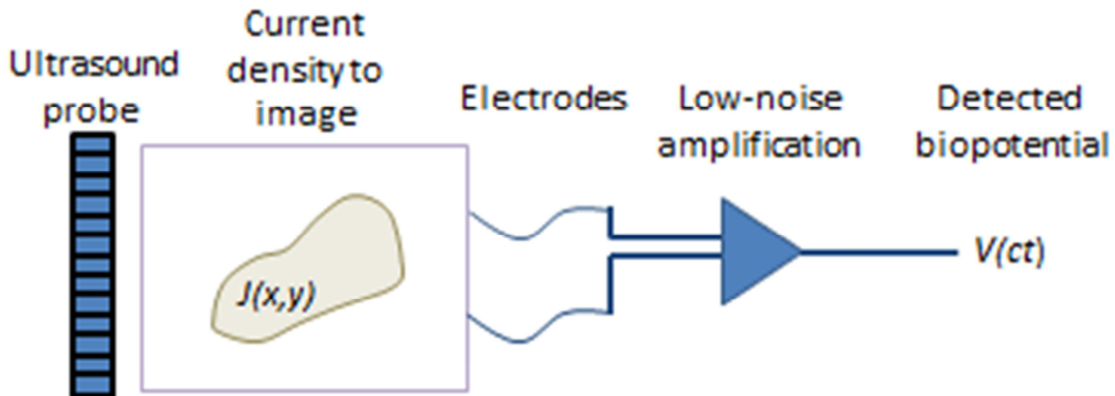 Ultrasound
probe
Current
density to
image
Electrodes
Low-noise
amplification
Detected
biopotential
J(x,y)
V(ct)